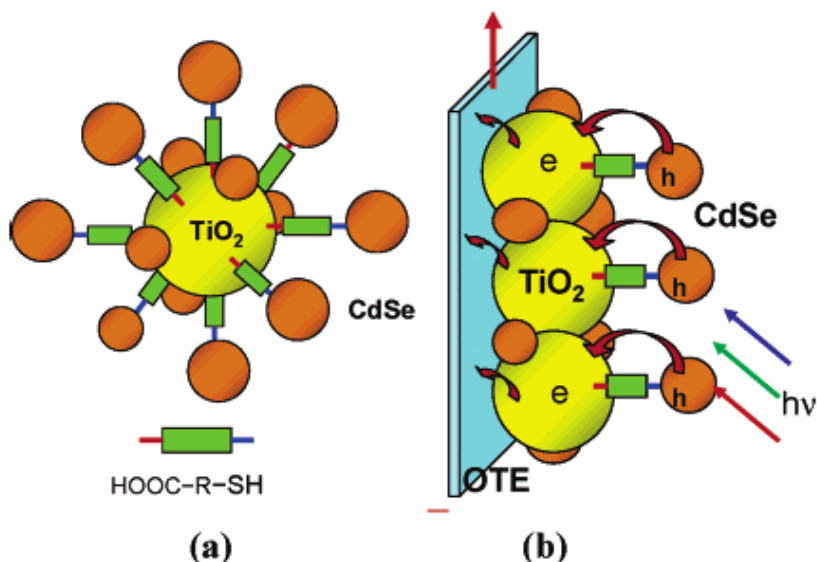 TiO₂
CdSe
HOOC–R–SH
(a)
e
h
CdSe
TiO₂
h
e
h
hν
OTE
(b)